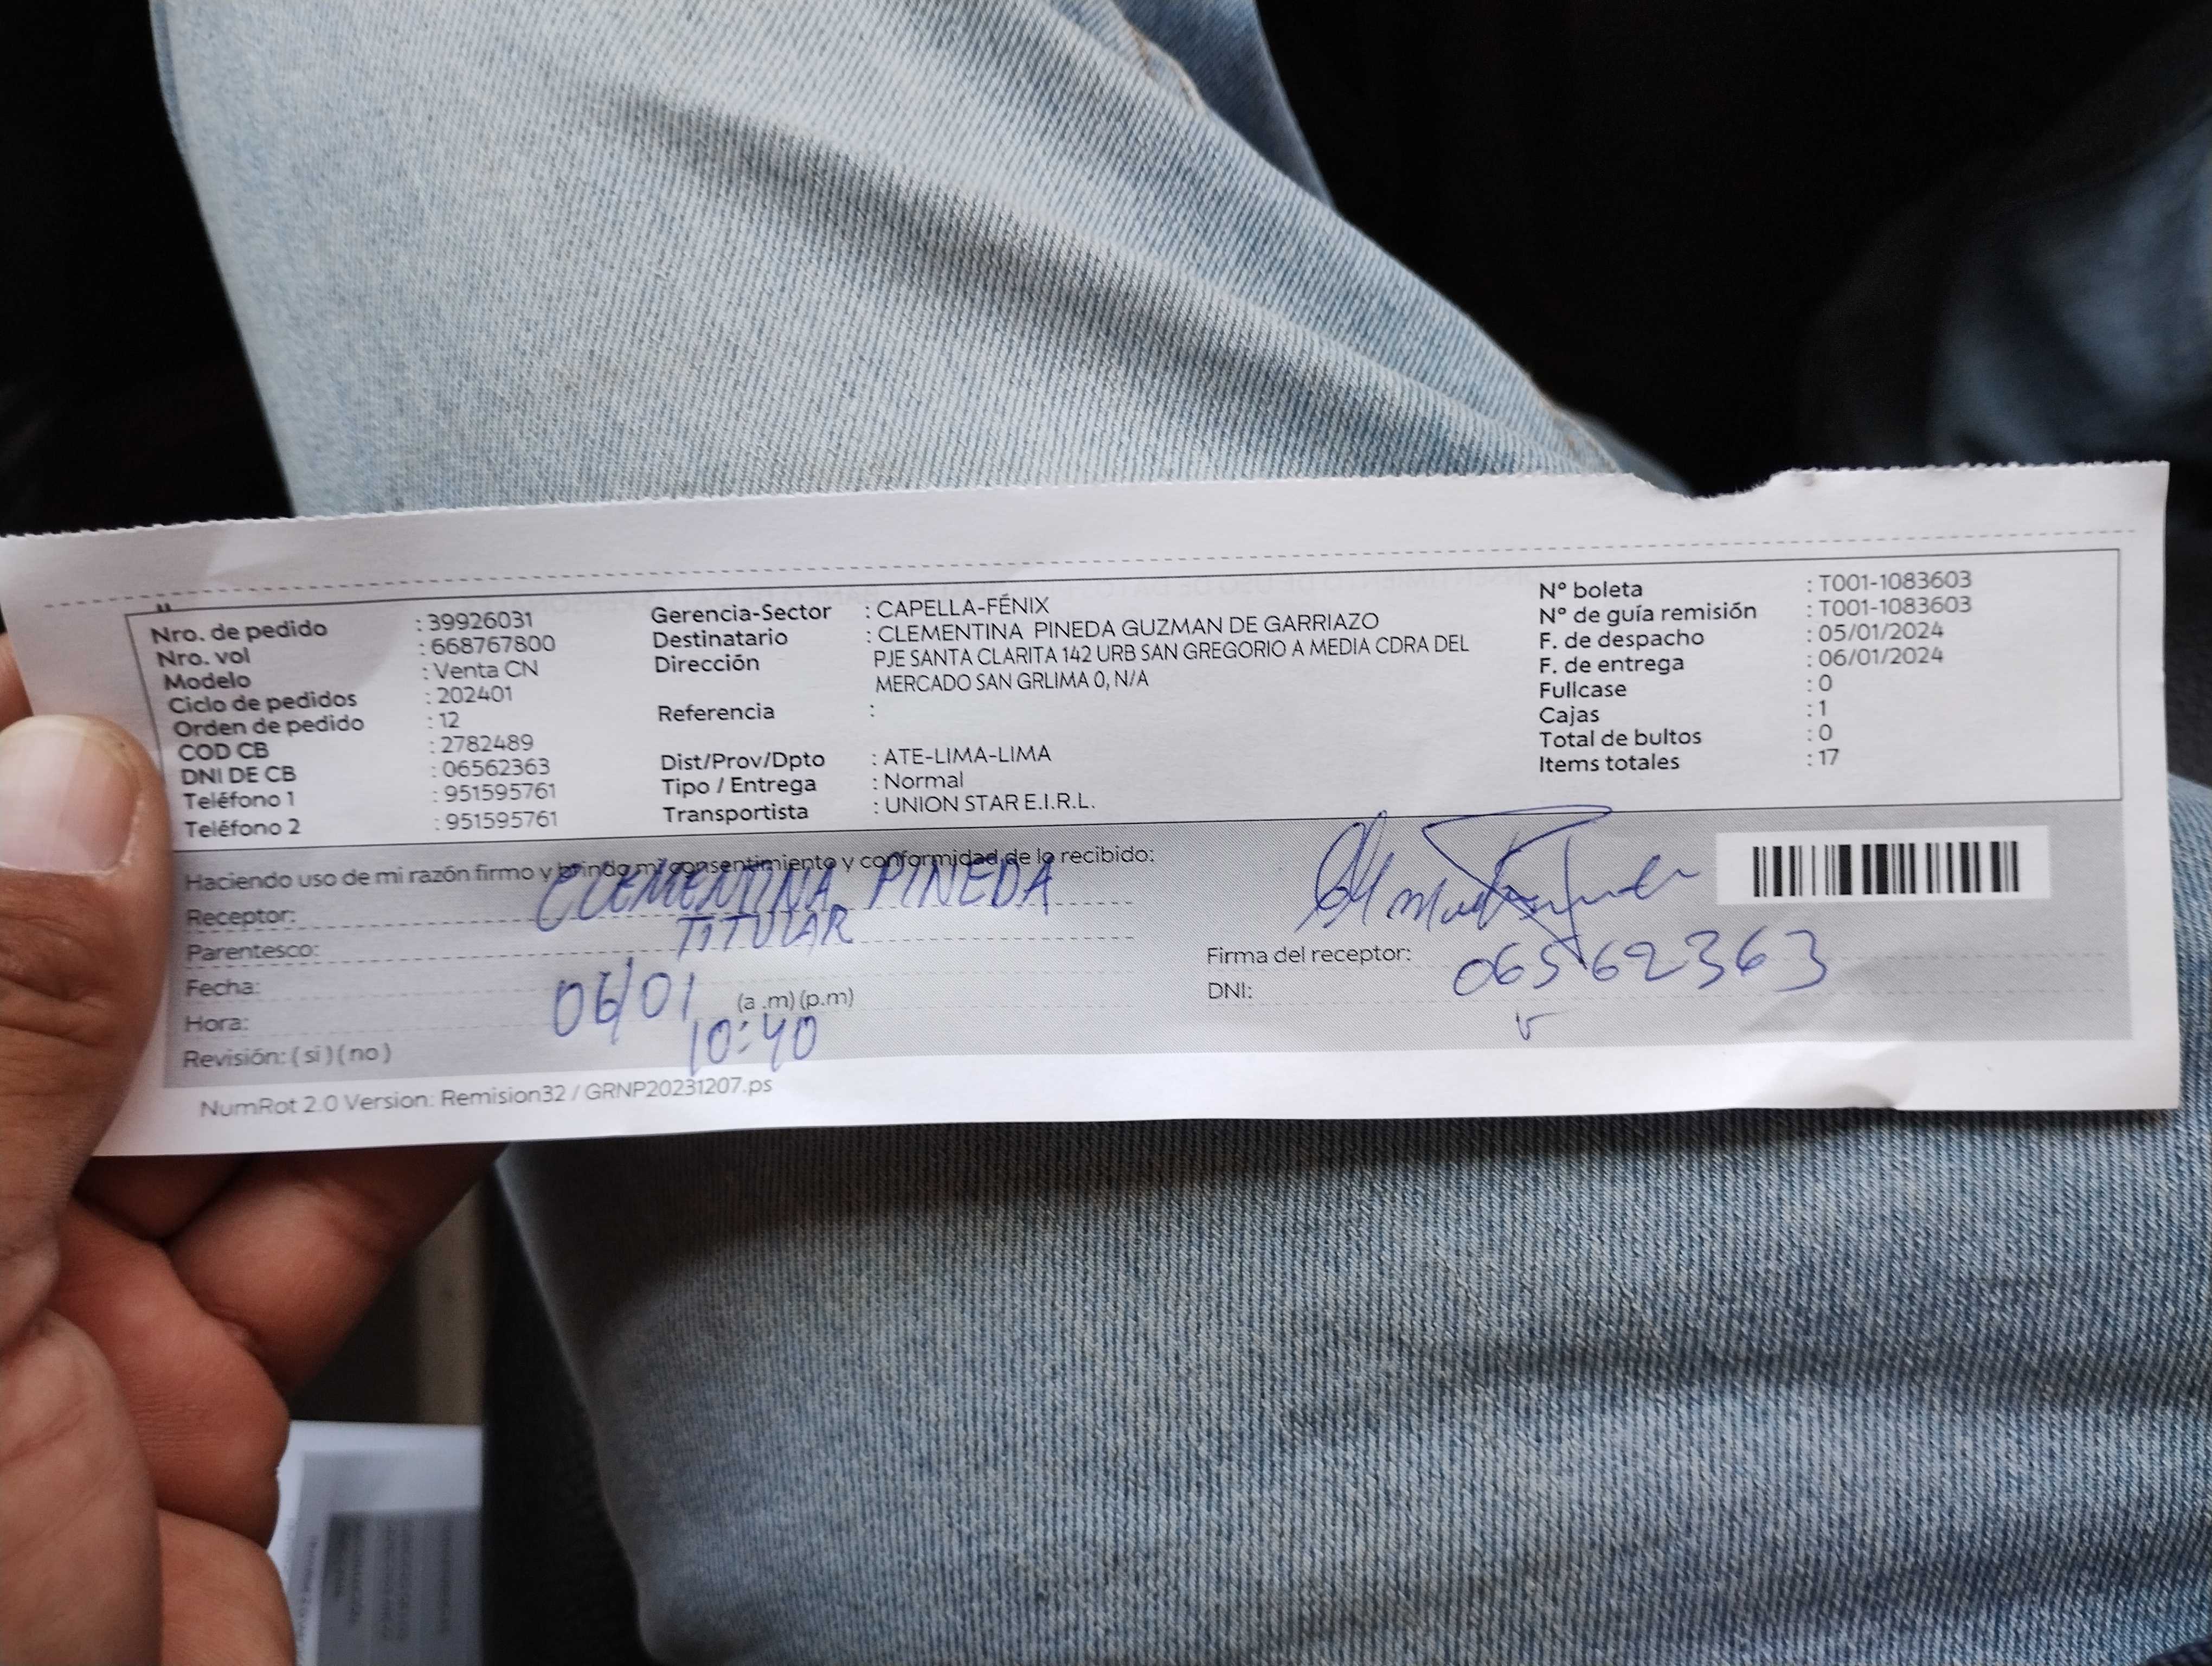 Nro. de pedido : 39926031
Nro. vol : 668767800
Modelo : Venta CN
Ciclo de pedidos : 202401
Orden de pedido : 12
COD CB : 2782489
DNI DE CB : 06562363
Teléfono 1 : 951595761
Teléfono 2 : 951595761
Gerencia-Sector : CAPELLA-FÉNIX
Destinatario : CLEMENTINA PINEDA GUZMAN DE GARRIAZO
Dirección PJE SANTA CLARITA 142 URB SAN GREGORIO A MEDIA CDRA DEL
MERCADO SAN GRLIMA 0, N/A
Referencia :
Dist/Prov/Dpto : ATE-LIMA-LIMA
Tipo / Entrega : Normal
Transportista : UNION STAR E.I.R.L.
N° boleta : T001-1083603
N° de guía remisión : T001-1083603
F. de despacho : 05/01/2024
F. de entrega : 06/01/2024
Fullcase : 0
Cajas : 1
Total de bultos : 0
Items totales : 17
Haciendo uso de mi razón firmo y brindo mi consentimiento y conformidad de lo recibido:
Receptor: CLEMENTINA PINEDA
Parentesco: TITULAR
Fecha: 06/01
Hora: (a .m) (p.m) 10:40
Revisión: ( si ) ( no )
Firma del receptor:
DNI: 06562363
NumRot 2.0 Version: Remision32 / GRNP20231207.ps